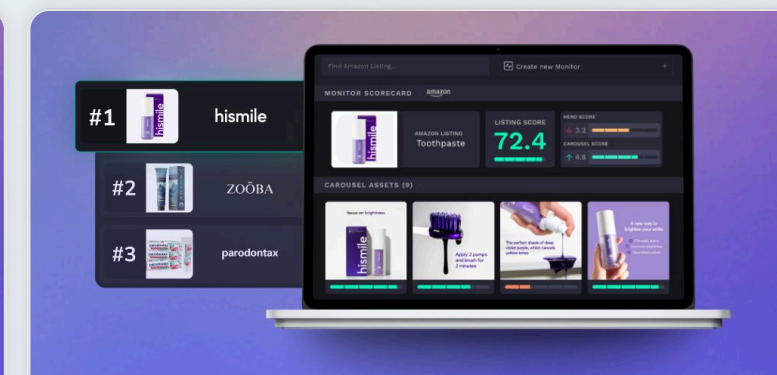 Find Amazon Listing...
Create new Monitor
+
MONITOR SCORECARD
amazon
#1
hismile
hismile
hismile
AMAZON LISTING
Toothpaste
LISTING SCORE
72.4
HERO SCORE
3.2
CAROUSEL SCORE
4.8
#2
ZOÖBA
#3
parodontax
CAROUSEL ASSETS (9)
focus on brightness
hismile
Apply 2 pumps
and brush for
2 minutes
The perfect shade of deep
violet purple, which cancels
yellow tones
A new way to
brighten your smile